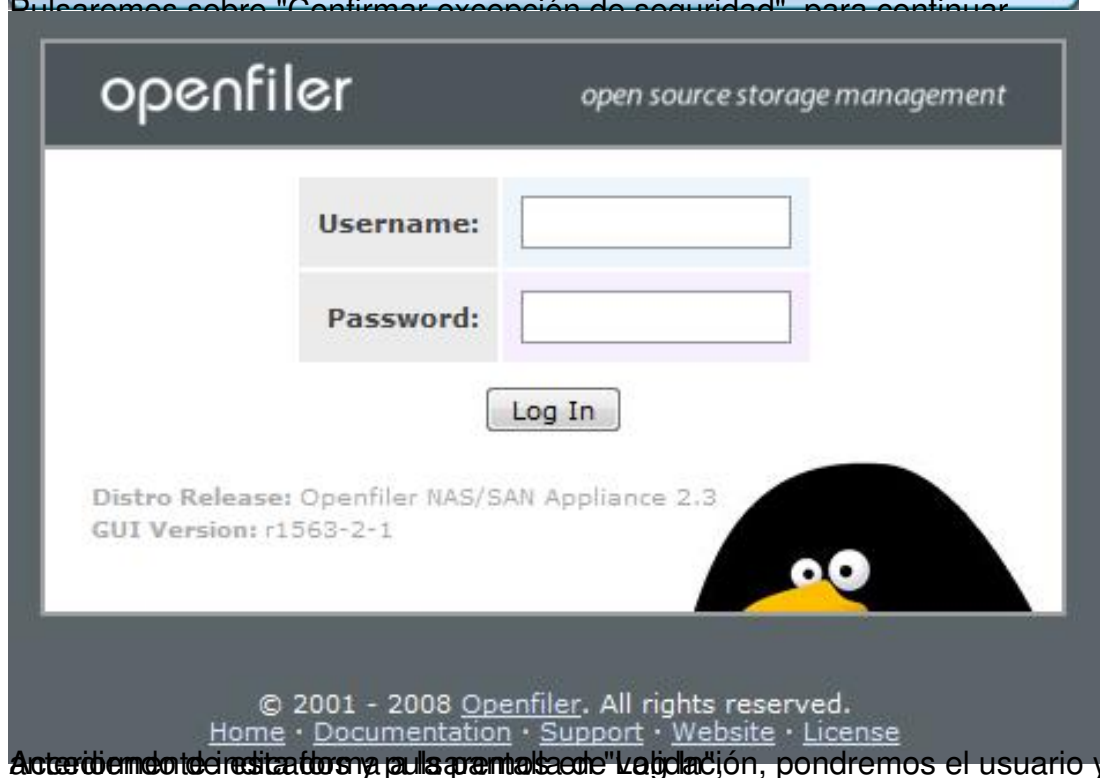 Pulsaremos sobre "Confirmar excepción de seguridad", para continuar
openfiler
open source storage management
Username:
Password:
Log In
Distro Release: Openfiler NAS/SAN Appliance 2.3
GUI Version: r1563-2-1
© 2001 - 2008 Openfiler. All rights reserved.
Home · Documentation · Support · Website · License
pondremos el usuario y